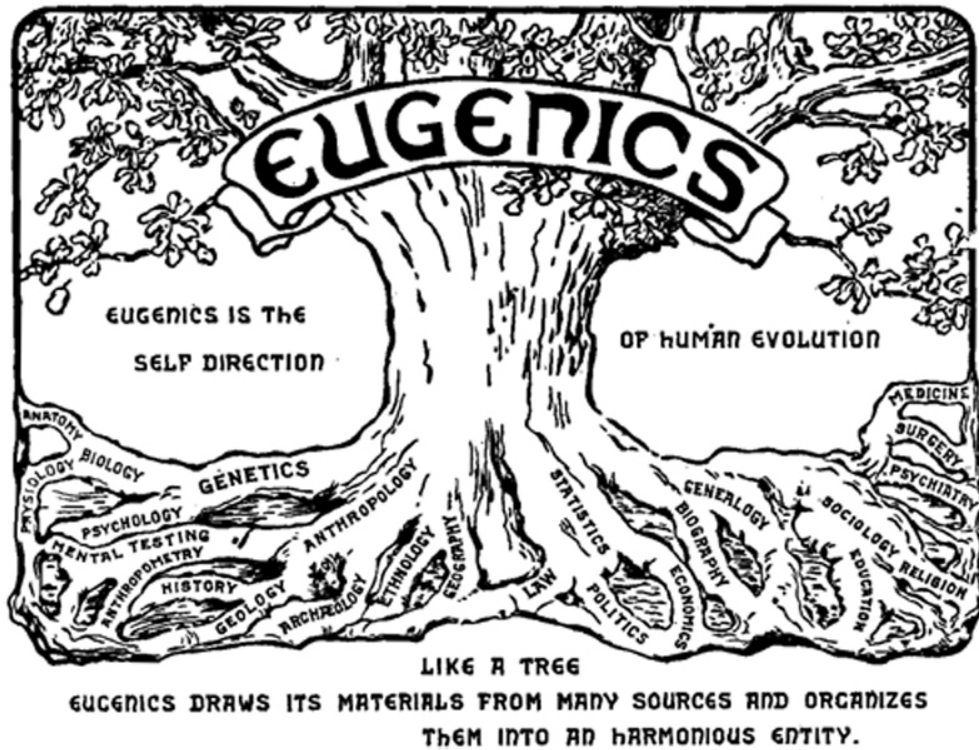 EUGENICS
EUGENICS IS THE
SELF DIRECTION
OF HUMAN EVOLUTION
ANATOMY
PHYSIOLOGY
BIOLOGY
GENETICS
PSYCHOLOGY
MENTAL TESTING
ANTHROPOMETRY
HISTORY
GEOLOGY
ANTHROPOLOGY
ARCHÆOLOGY
ETHNOLOGY
GEOGRAPHY
LAW
STATISTICS
POLITICS
ECONOMICS
BIOGRAPHY
GENEALOGY
EDUCATION
SOCIOLOGY
RELIGION
PSYCHIATRY
SURGERY
MEDICINE
LIKE A TREE
EUGENICS DRAWS ITS MATERIALS FROM MANY SOURCES AND ORGANIZES
THEM INTO AN HARMONIOUS ENTITY.